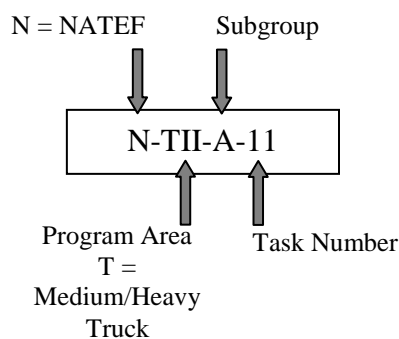 N = NATEF
Subgroup
N-TII-A-11
Program Area
T =
Medium/Heavy
Truck
Task Number